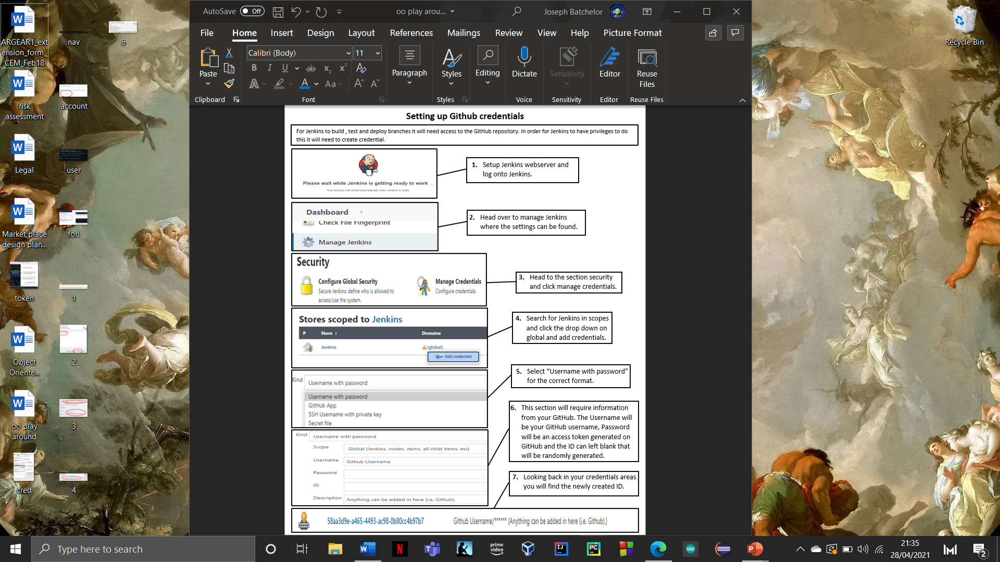 AutoSave Off
oo play arou...
Joseph Batchelor
File Home Insert Design Layout References Mailings Review View Help Picture Format
Calibri (Body) 11
Paste
Paragraph
Styles
Editing
Dictate
Sensitivity
Editor
Reuse
Files
Clipboard
Font
Styles
Voice
Sensitivity
Editor
Reuse Files
ARGEAR1_ext
ension_form_
CEM_Feb18
nav
5
risk
assessment
account
Legal
user
Market place
design plan...
forl
token
1
Object
Oriente...
2
oo play
around
3
cred
4
Recycle Bin
Setting up Github credentials
For Jenkins to build , test and deploy branches it will need access to the GitHub repository. In order for Jenkins to have privileges to do
this it will need to create credential.
Please wait while Jenkins is getting ready to work ...
Your browser will reload automatically when Jenkins is ready
1. Setup Jenkins webserver and
log onto Jenkins.
Dashboard
Check File Fingerprint
Manage Jenkins
2. Head over to manage Jenkins
where the settings can be found.
Security
Configure Global Security
Secure Jenkins: define who is allowed to
access/use the system.
Manage Credentials
Configure credentials
3. Head to the section security
and click manage credentials.
Stores scoped to Jenkins
P Store ↓ Domains
Jenkins (global)
Add credentials
4. Search for Jenkins in scopes
and click the drop down on
global and add credentials.
Kind Username with password
Username with password
GitHub App
SSH Username with private key
Secret file
5. Select “Username with password”
for the correct format.
Kind Username with password
Scope Global (Jenkins, nodes, items, all child items, etc)
Username Github Username
Password
ID
Description Anything can be added in here (i.e. Github).
6. This section will require information
from your GitHub. The Username will
be your GitHub username, Password
will be an access token generated on
GitHub and the ID can left blank that
will be randomly generated.
7. Looking back in your credentials areas
you will find the newly created ID.
58aa3d9e-a465-4493-ac98-0b80cc4b97b7 Github Username/****** (Anything can be added in here (i.e. Github).)
Type here to search
prime
video
21:35
28/04/2021
2